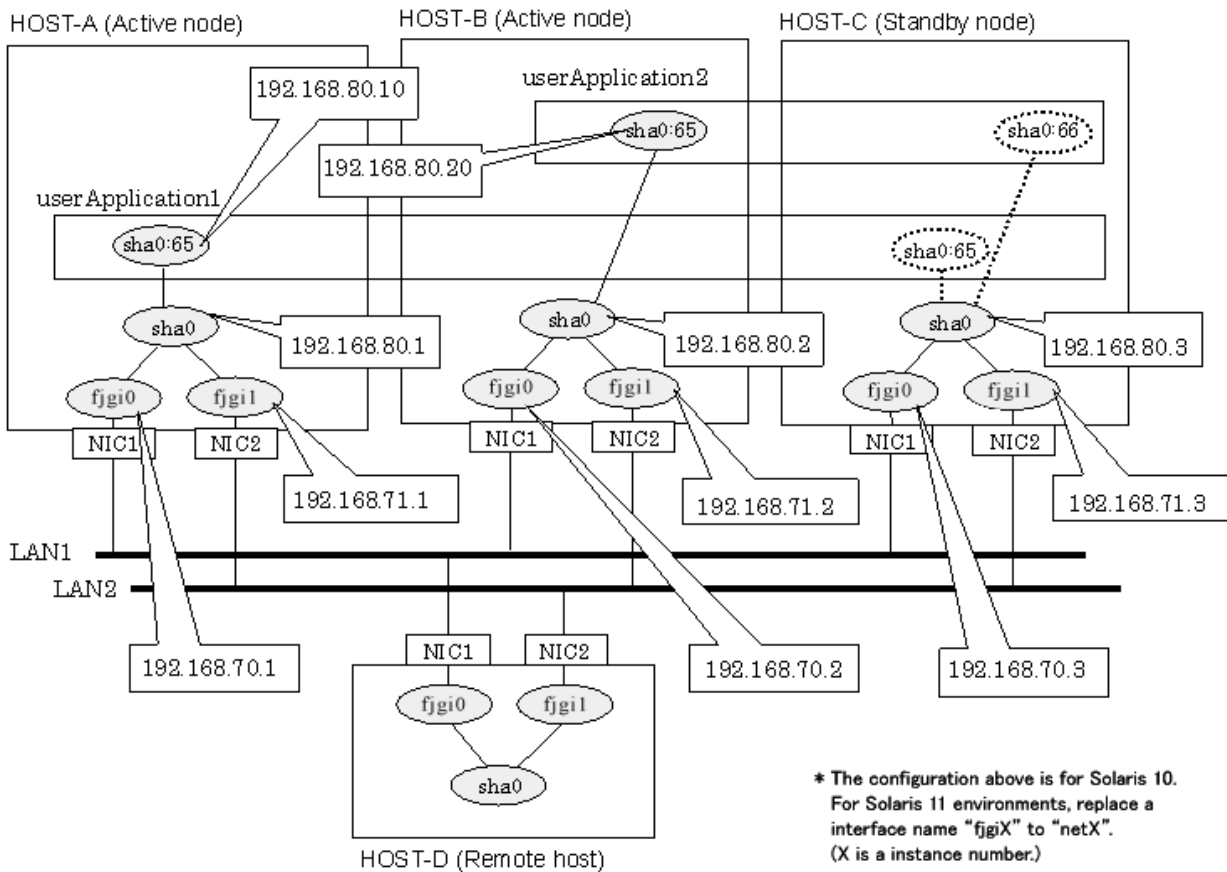 HOST-A (Active node)
HOST-B (Active node)
HOST-C (Standby node)
192.168.80.10
userApplication2
sha0:65
sha0:66
192.168.80.20
userApplication1
sha0:65
sha0:65
sha0
sha0
sha0
192.168.80.1
192.168.80.2
192.168.80.3
fjgi0
fjgi1
fjgi0
fjgi1
fjgi0
fjgi1
NIC1
NIC2
NIC1
NIC2
NIC1
NIC2
192.168.71.1
192.168.71.2
192.168.71.3
LAN1
LAN2
192.168.70.1
NIC1
NIC2
192.168.70.2
192.168.70.3
fjgi0
fjgi1
sha0
HOST-D (Remote host)
* The configuration above is for Solaris 10.
For Solaris 11 environments, replace a
interface name “fjgiX” to “netX”.
(X is a instance number.)